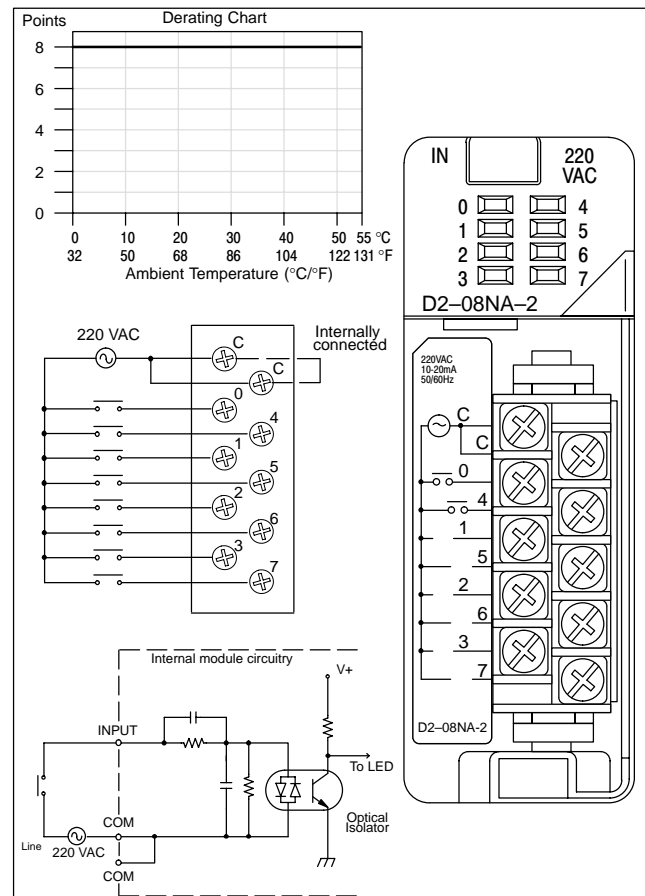 Points
Derating Chart
8
6
4
2
0
0 10 20 30 40 50 55 °C
32 50 68 86 104 122 131 °F
Ambient Temperature (°C/°F)
220 VAC
Internally
connected
C
C
0
4
1
5
2
6
3
7
Internal module circuitry
V+
INPUT
To LED
COM
Optical
Isolator
Line
220 VAC
COM
IN
220
VAC
0 4
1 5
2 6
3 7
D2–08NA–2
220VAC
10-20mA
50/60Hz
C
C
0
4
1
5
2
6
3
7
D2–08NA-2